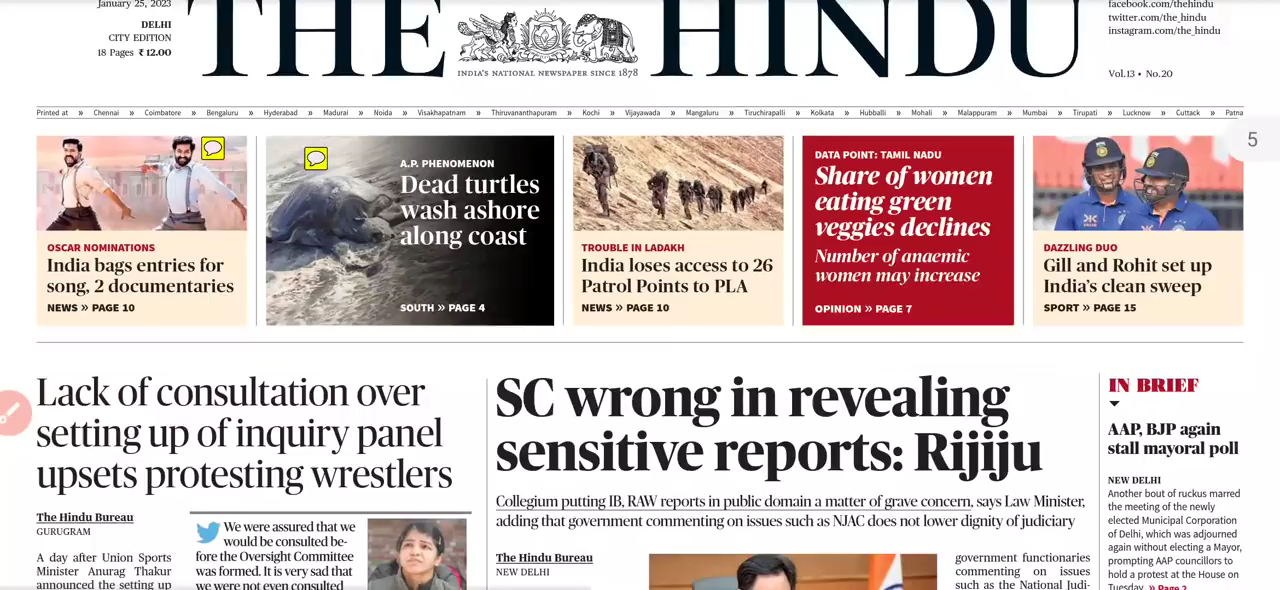 January 25, 2023
DELHI
CITY EDITION
18 Pages ₹ 12.00
THE HINDU
INDIA'S NATIONAL NEWSPAPER SINCE 1878
facebook.com/thehindu
twitter.com/the_hindu
instagram.com/the_hindu
Vol.13 • No.20
Printed at » Chennai » Coimbatore » Bengaluru » Hyderabad » Madurai » Noida » Visakhapatnam » Thiruvananthapuram » Kochi » Vijayawada » Mangaluru » Tiruchirapalli » Kolkata » Hubballi » Mohali » Malappuram » Mumbai » Tirupati » Lucknow » Cuttack » Patna
5
OSCAR NOMINATIONS
India bags entries for
song, 2 documentaries
NEWS » PAGE 10
A.P. PHENOMENON
Dead turtles
wash ashore
along coast
SOUTH » PAGE 4
TROUBLE IN LADAKH
India loses access to 26
Patrol Points to PLA
NEWS » PAGE 10
DATA POINT: TAMIL NADU
Share of women
eating green
veggies declines
Number of anaemic
women may increase
OPINION » PAGE 7
DAZZLING DUO
Gill and Rohit set up
India's clean sweep
SPORT » PAGE 15
Lack of consultation over
setting up of inquiry panel
upsets protesting wrestlers
The Hindu Bureau
GURUGRAM
A day after Union Sports
Minister Anurag Thakur
announced the setting up
We were assured that we
would be consulted be-
fore the Oversight Committee
was formed. It is very sad that
we were not even consulted
SC wrong in revealing
sensitive reports: Rijiju
Collegium putting IB, RAW reports in public domain a matter of grave concern, says Law Minister,
adding that government commenting on issues such as NJAC does not lower dignity of judiciary
The Hindu Bureau
NEW DELHI
government functionaries
commenting on issues
such as the National Judi-
IN BRIEF
AAP, BJP again
stall mayoral poll
NEW DELHI
Another bout of ruckus marred
the meeting of the newly
elected Municipal Corporation
of Delhi, which was adjourned
again without electing a Mayor,
prompting AAP councillors to
hold a protest at the House on
Tuesday. » Page 2